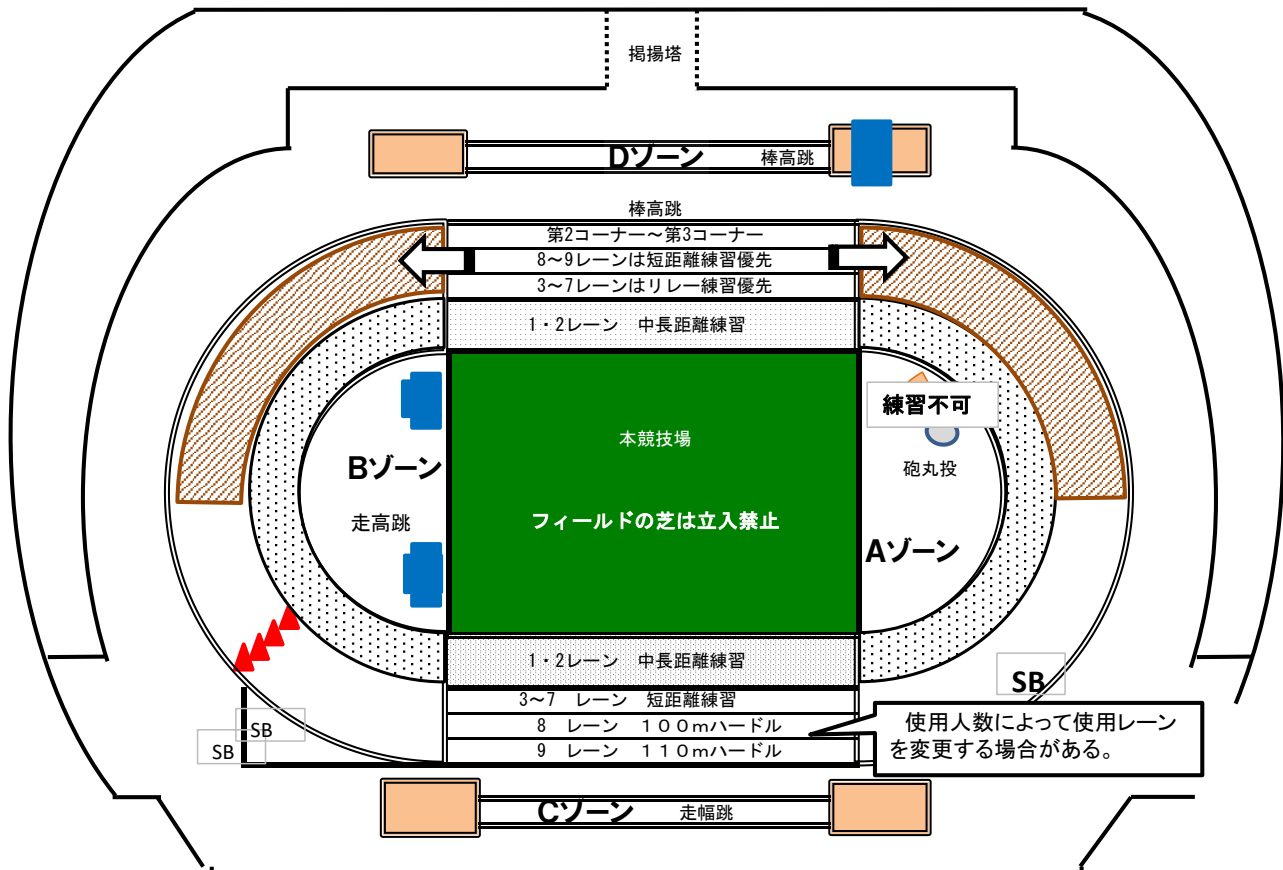 掲揚塔
Dゾーン
棒高跳
棒高跳
第2コーナー～第3コーナー
8～9レーンは短距離練習優先
3～7レーンはリレー練習優先
1・2レーン　中長距離練習
練習不可
本競技場
Bゾーン
砲丸投
走高跳
フィールドの芝は立入禁止
Aゾーン
1・2レーン　中長距離練習
SB
3～7　レーン　短距離練習
SB
8　レーン　１００ｍハードル
使用人数によって使用レーン
を変更する場合がある。
SB
9　レーン　１１０ｍハードル
Cゾーン
走幅跳